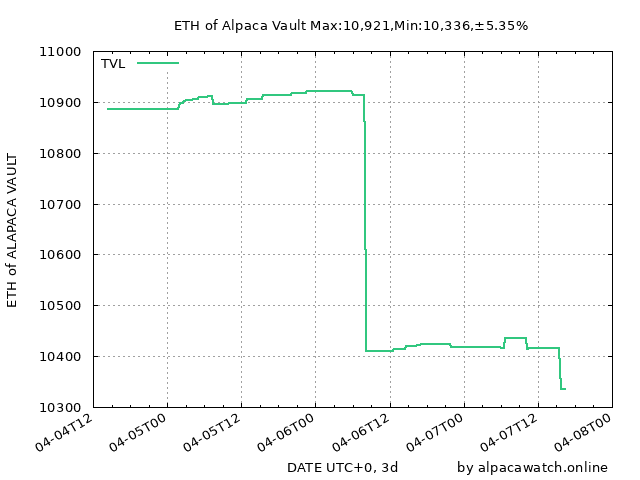 ETH of Alpaca Vault Max:10,921,Min:10,336,±5.35%
TVL
11000
10900
10800
10700
10600
10500
10400
10300
ETH of ALAPACA VAULT
04-04T12
04-05T00
04-05T12
04-06T00
04-06T12
04-07T00
04-07T12
04-08T00
DATE UTC+0, 3d
by alpacawatch.online